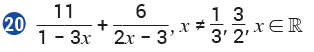 20 11/(1 − 3x) + 6/(2x − 3), x ≠ 1/3, 3/2, x ∈ ℝ